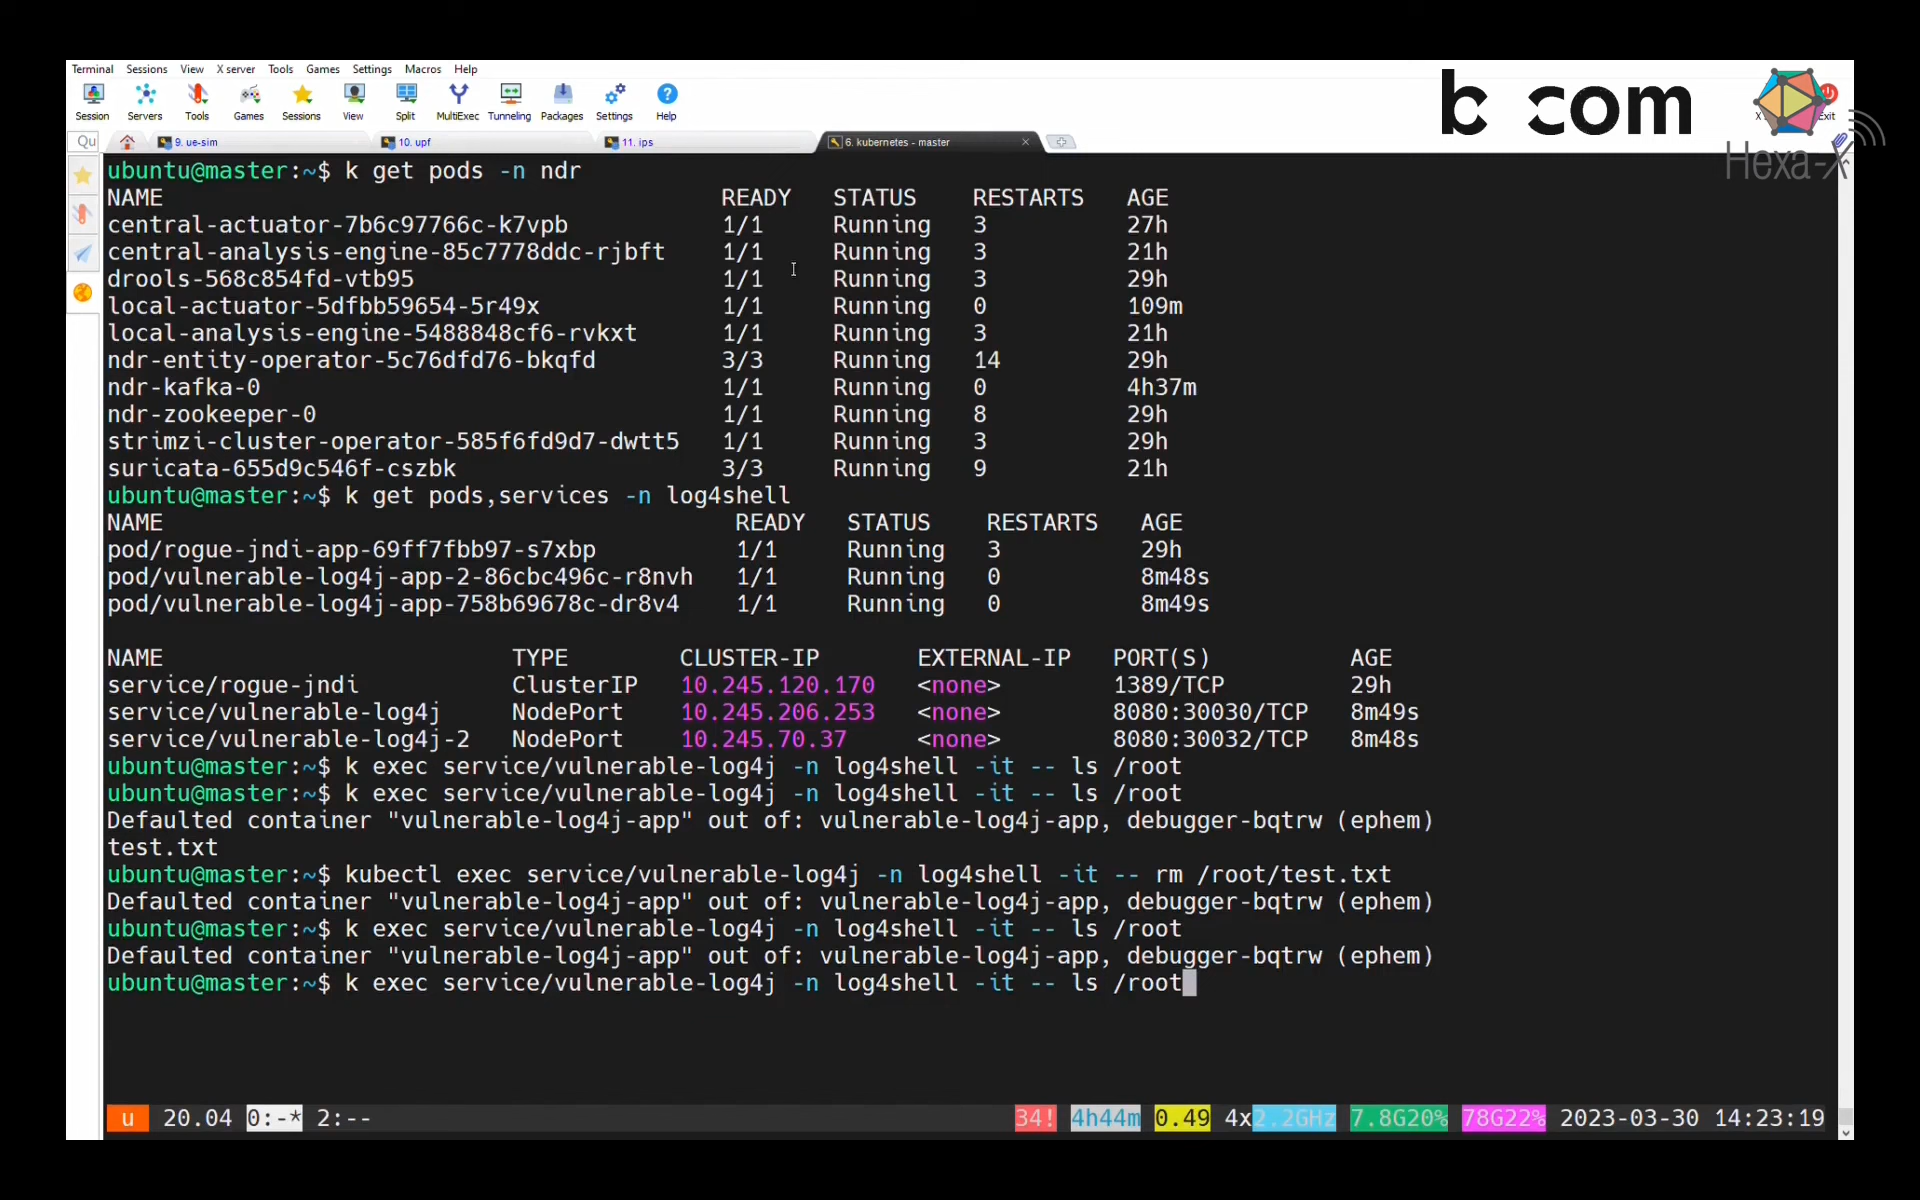 Terminal Sessions View X server Tools Games Settings Macros Help
Session Servers Tools Games Sessions View Split MultiExec Tunneling Packages Settings Help
b com
Exit
Hexa-X
Qu
9. ue-sim 10. upf 11. ips 6. kubernetes - master
ubuntu@master:~$ k get pods -n ndr
NAME READY STATUS RESTARTS AGE
central-actuator-7b6c97766c-k7vpb 1/1 Running 3 27h
central-analysis-engine-85c7778ddc-rjbft 1/1 Running 3 21h
drools-568c854fd-vtb95 1/1 Running 3 29h
local-actuator-5dfbb59654-5r49x 1/1 Running 0 109m
local-analysis-engine-5488848cf6-rvkxt 1/1 Running 3 21h
ndr-entity-operator-5c76dfd76-bkqfd 3/3 Running 14 29h
ndr-kafka-0 1/1 Running 0 4h37m
ndr-zookeeper-0 1/1 Running 8 29h
strimzi-cluster-operator-585f6fd9d7-dwtt5 1/1 Running 3 29h
suricata-655d9c546f-cszbk 3/3 Running 9 21h
ubuntu@master:~$ k get pods,services -n log4shell
NAME READY STATUS RESTARTS AGE
pod/rogue-jndi-app-69ff7fbb97-s7xbp 1/1 Running 3 29h
pod/vulnerable-log4j-app-2-86cbc496c-r8nvh 1/1 Running 0 8m48s
pod/vulnerable-log4j-app-758b69678c-dr8v4 1/1 Running 0 8m49s
NAME TYPE CLUSTER-IP EXTERNAL-IP PORT(S) AGE
service/rogue-jndi ClusterIP 10.245.120.170 <none> 1389/TCP 29h
service/vulnerable-log4j NodePort 10.245.206.253 <none> 8080:30030/TCP 8m49s
service/vulnerable-log4j-2 NodePort 10.245.70.37 <none> 8080:30032/TCP 8m48s
ubuntu@master:~$ k exec service/vulnerable-log4j -n log4shell -it -- ls /root
ubuntu@master:~$ k exec service/vulnerable-log4j -n log4shell -it -- ls /root
Defaulted container "vulnerable-log4j-app" out of: vulnerable-log4j-app, debugger-bqtrw (ephem)
test.txt
ubuntu@master:~$ kubectl exec service/vulnerable-log4j -n log4shell -it -- rm /root/test.txt
Defaulted container "vulnerable-log4j-app" out of: vulnerable-log4j-app, debugger-bqtrw (ephem)
ubuntu@master:~$ k exec service/vulnerable-log4j -n log4shell -it -- ls /root
Defaulted container "vulnerable-log4j-app" out of: vulnerable-log4j-app, debugger-bqtrw (ephem)
ubuntu@master:~$ k exec service/vulnerable-log4j -n log4shell -it -- ls /root
u 20.04 0:-* 2:-- 34! 4h44m 0.49 4x2.2GHz 7.8G20% 78G22% 2023-03-30 14:23:19